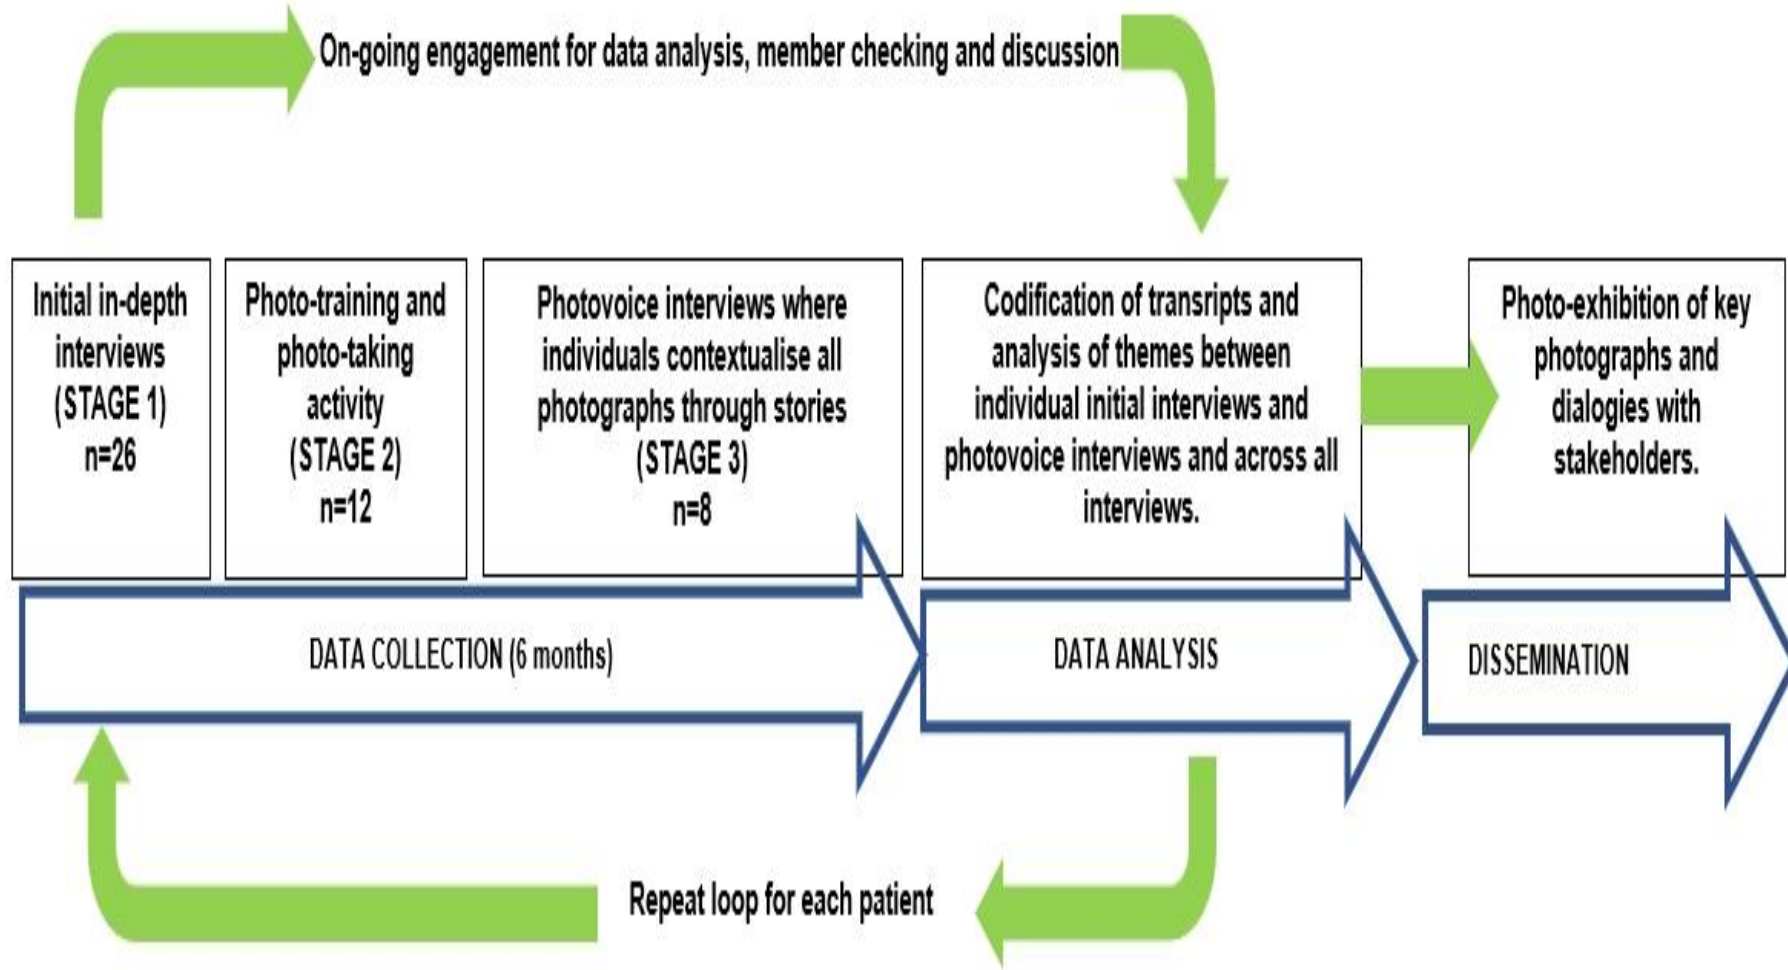 On-going engagement for data analysis, member checking and discussion
Initial in-depth
interviews
(STAGE 1)
n=26
Photo-training and
photo-taking
activity
(STAGE 2)
n=12
Photovoice interviews where
individuals contextualise all
photographs through stories
(STAGE 3)
n=8
Codification of transripts and
analysis of themes between
individual initial interviews and
photovoice interviews and across all
interviews.
Photo-exhibition of key
photographs and
dialogies with
stakeholders.
DATA COLLECTION (6 months)
DATA ANALYSIS
DISSEMINATION
Repeat loop for each patient